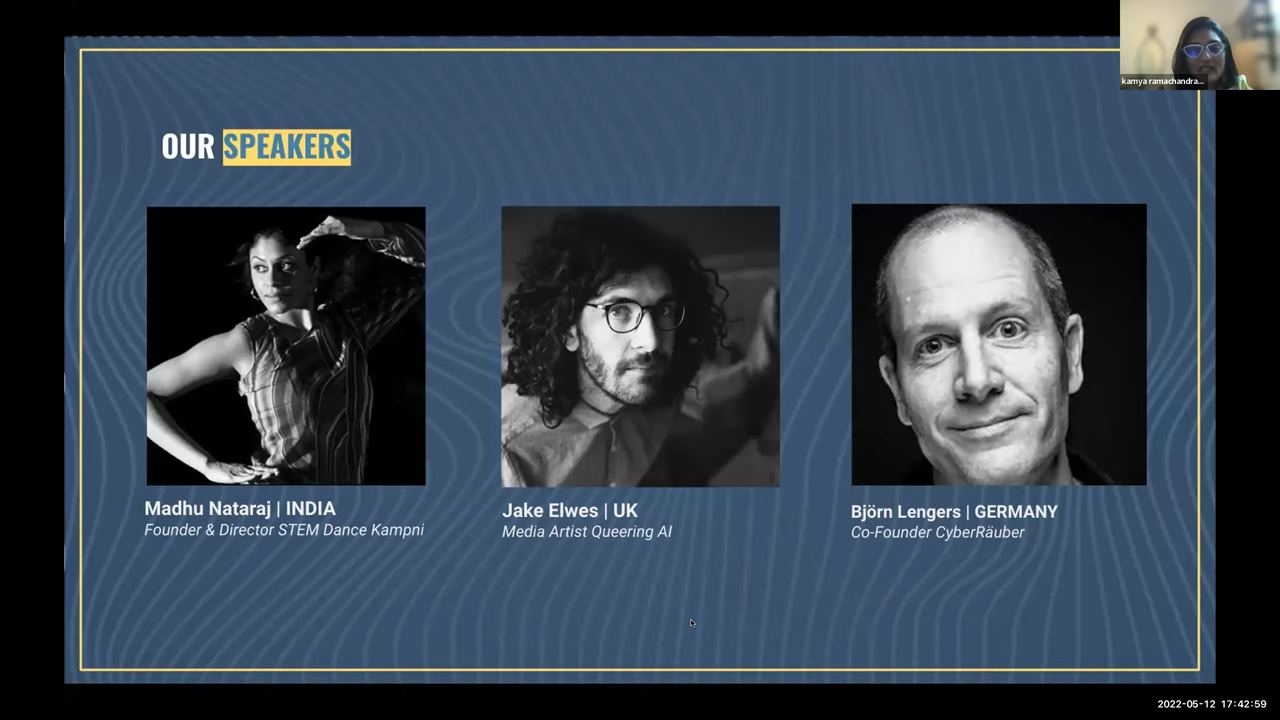 kamya ramachandra...
OUR SPEAKERS
Madhu Nataraj | INDIA
Founder & Director STEM Dance Kampni
Jake Elwes | UK
Media Artist Queering AI
Björn Lengers | GERMANY
Co-Founder CyberRäuber
2022-05-12 17:42:59